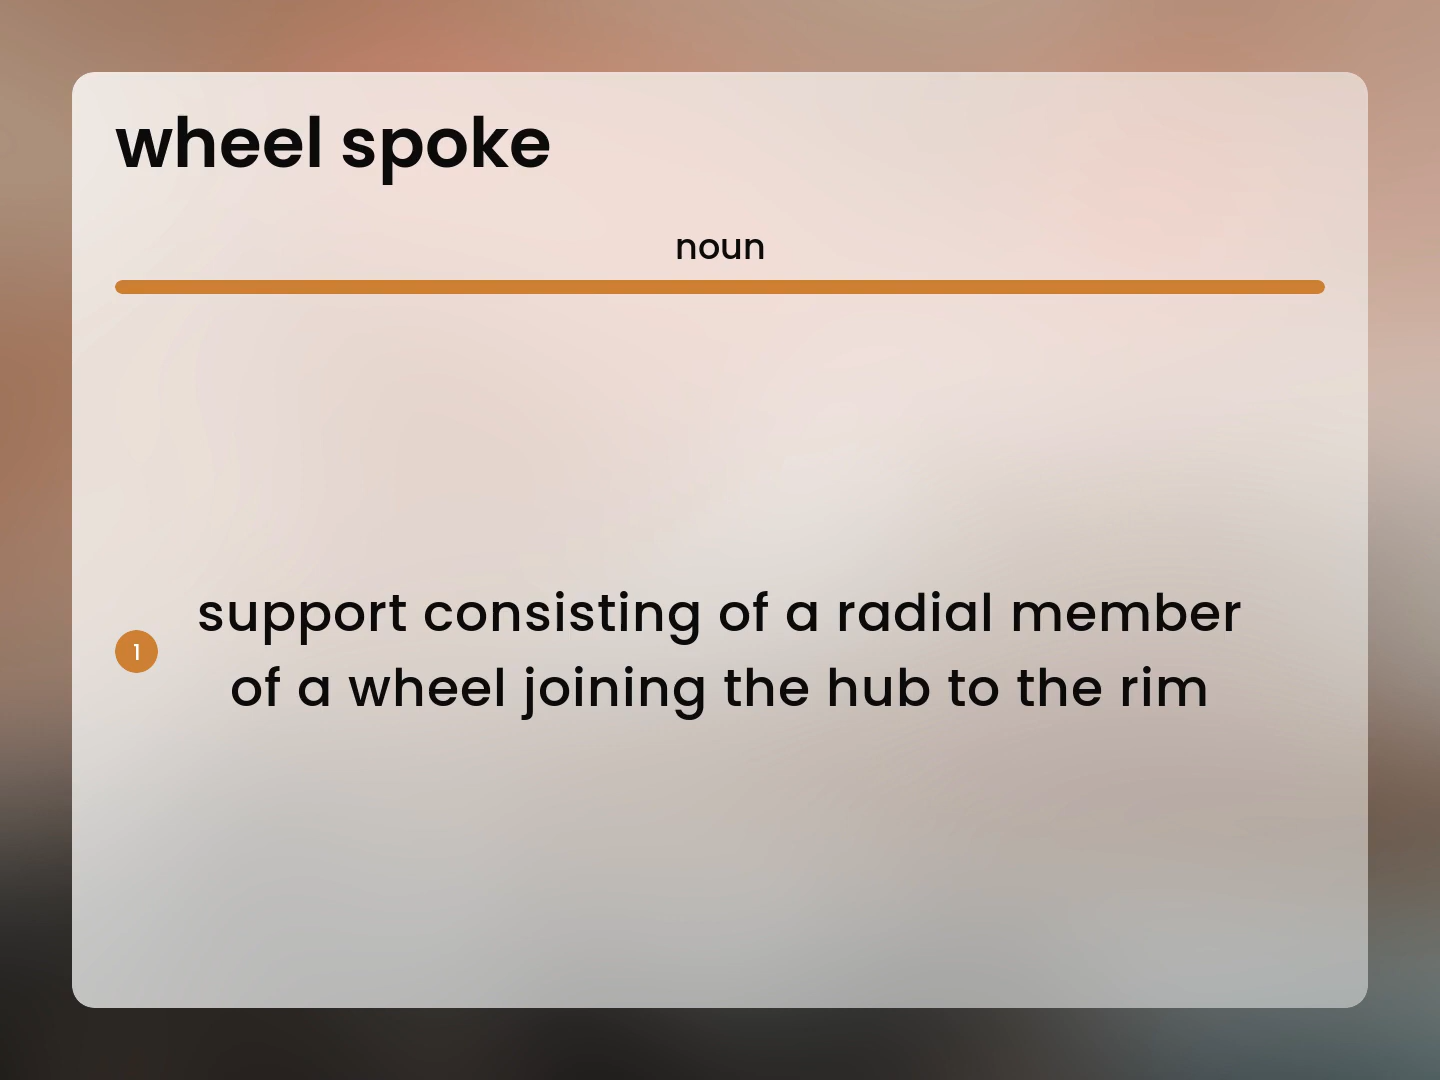 wheel spoke
noun
1
support consisting of a radial member
of a wheel joining the hub to the rim